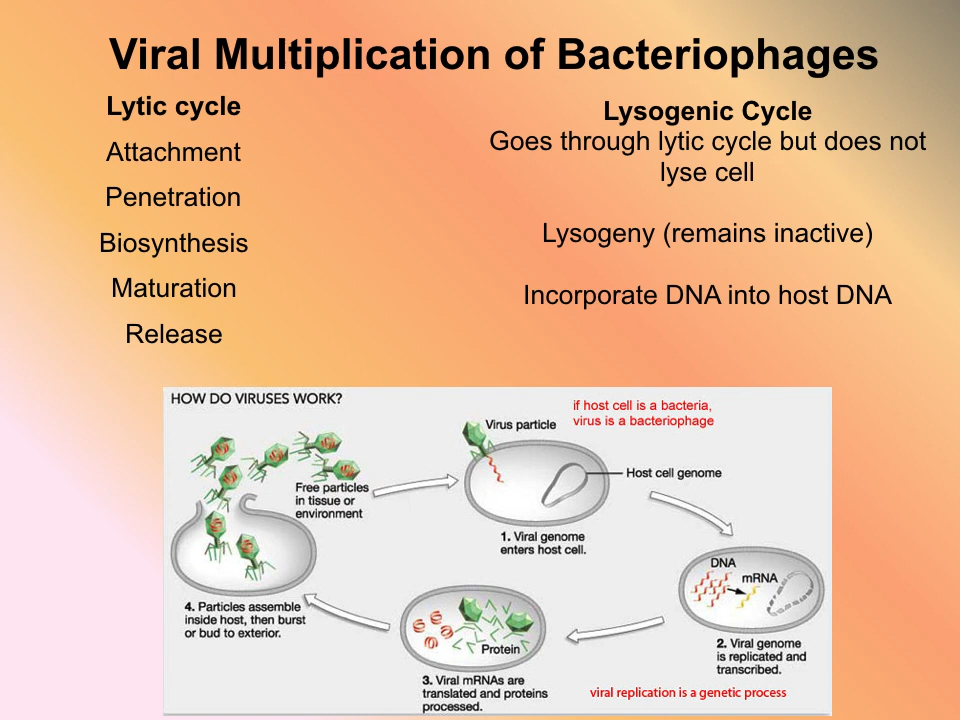 Viral Multiplication of Bacteriophages
Lytic cycle
Attachment
Penetration
Biosynthesis
Maturation
Release
Lysogenic Cycle
Goes through lytic cycle but does not
lyse cell
Lysogeny (remains inactive)
Incorporate DNA into host DNA
HOW DO VIRUSES WORK?
if host cell is a bacteria,
virus is a bacteriophage
Virus particle
Host cell genome
Free particles
in tissue or
environment
1. Viral genome
enters host cell.
DNA
mRNA
2. Viral genome
is replicated and
transcribed.
Protein
3. Viral mRNAs are
translated and proteins
processed.
4. Particles assemble
inside host, then burst
or bud to exterior.
viral replication is a genetic process